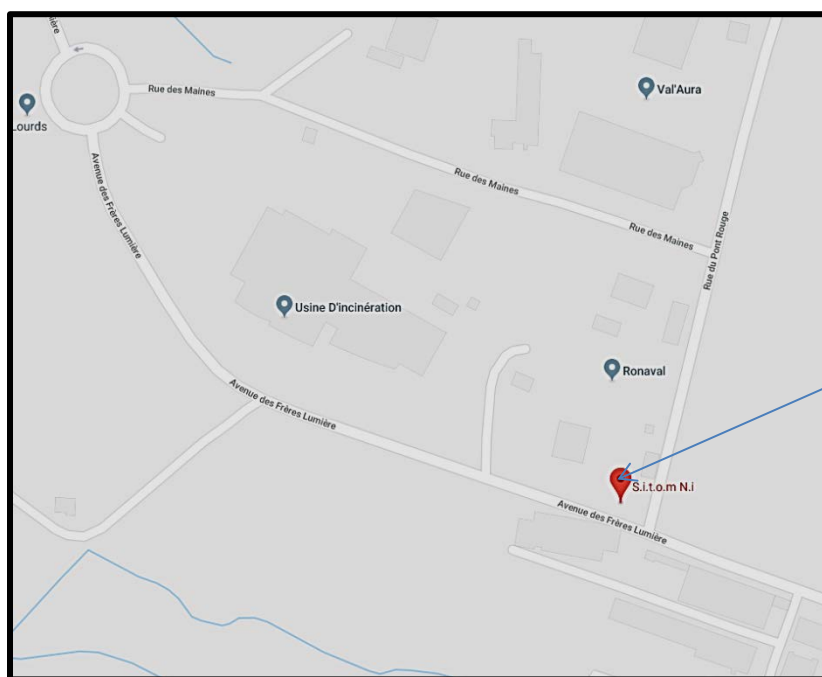 Rue des Maines
Val'Aura
Lourds
Avenue des Frères Lumière
Rue des Maines
Rue des Maines
Rue du Pont Rouge
Usine D'incinération
Ronaval
Avenue des Frères Lumière
S.i.t.o.m N.i
Avenue des Frères Lumière